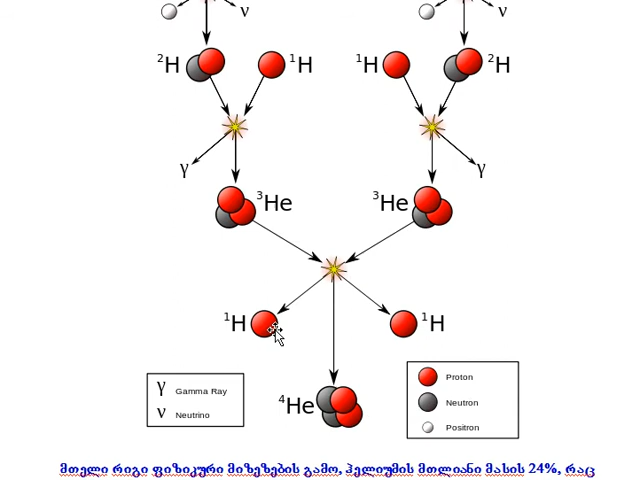 ν ν
²H ¹H ¹H ²H
γ γ
³He ³He
¹H ¹H
γ Gamma Ray
ν Neutrino
⁴He
Proton
Neutron
Positron
მთელი რიგი ფიზიკური მიზეზების გამო, ჰელიუმის მთლიანი მასის 24%, რაც